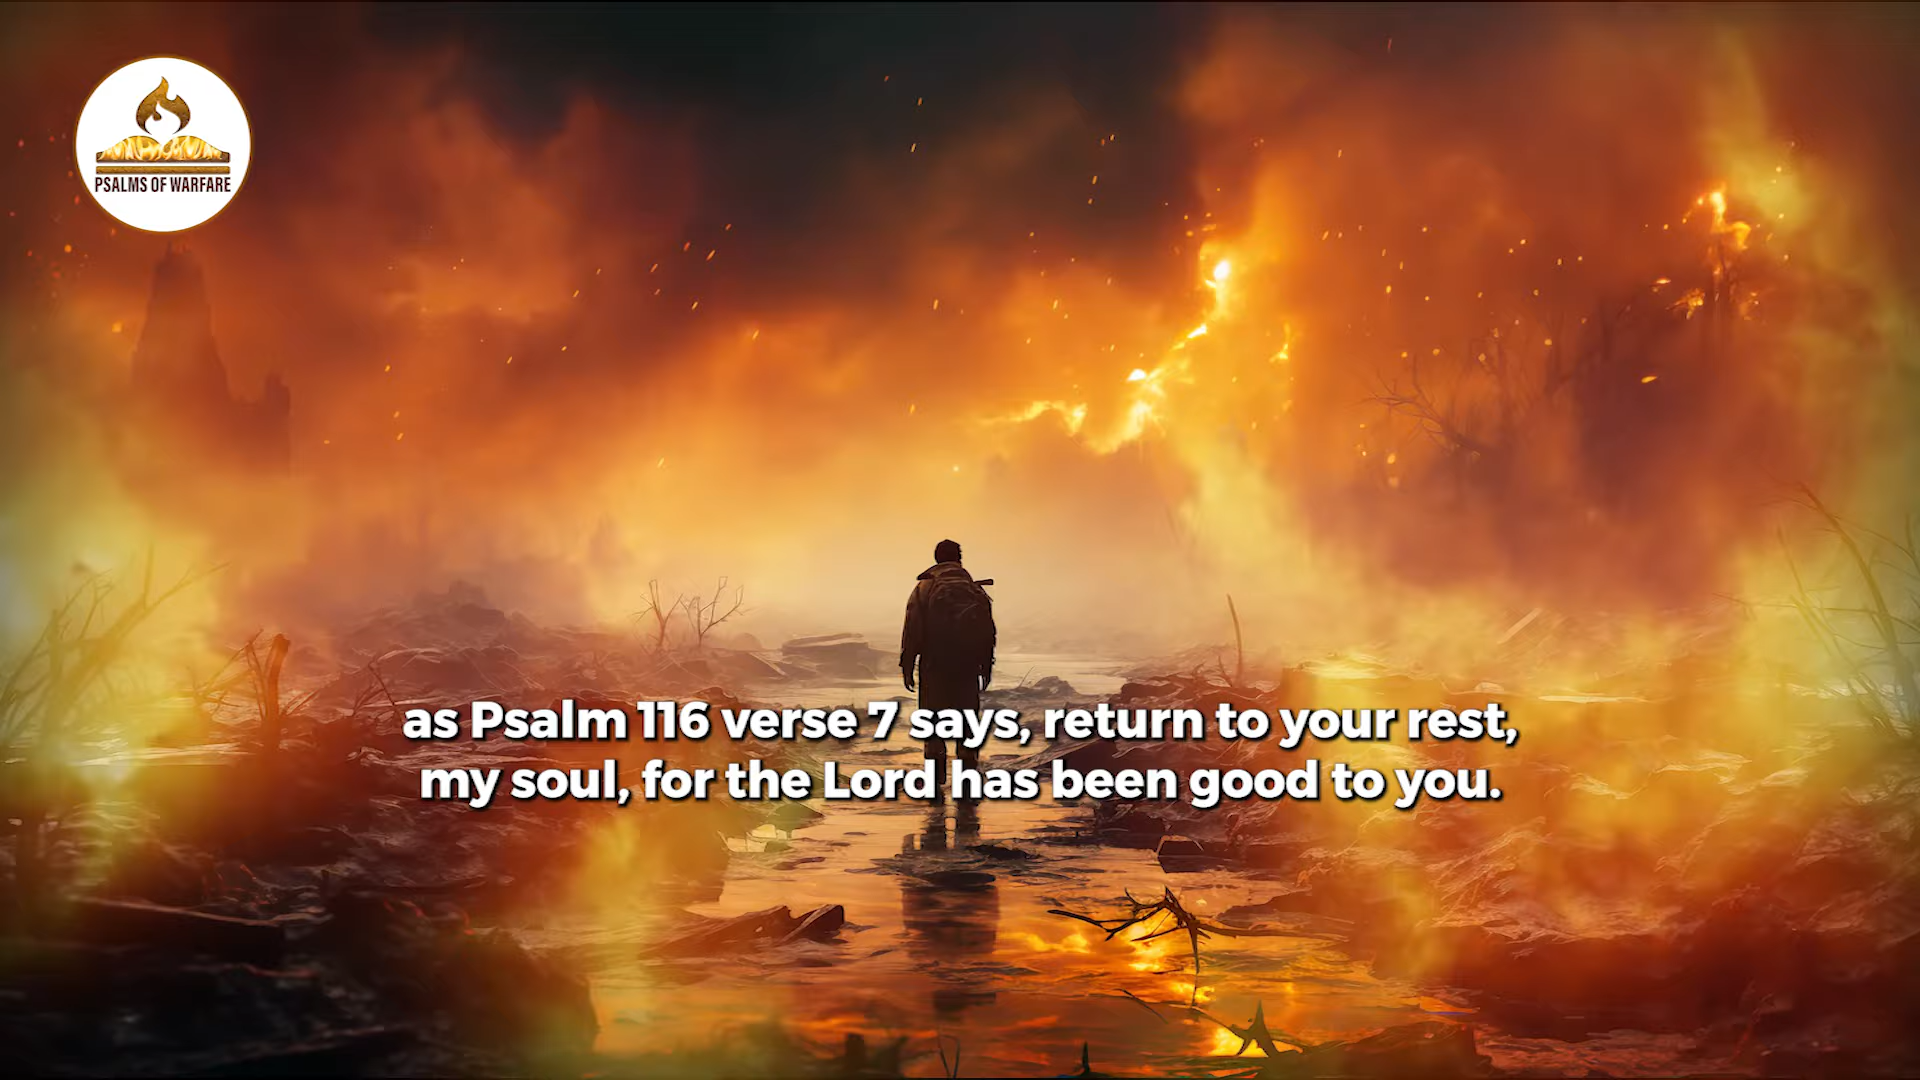 PSALMS OF WARFARE
as Psalm 116 verse 7 says, return to your rest,
my soul, for the Lord has been good to you.